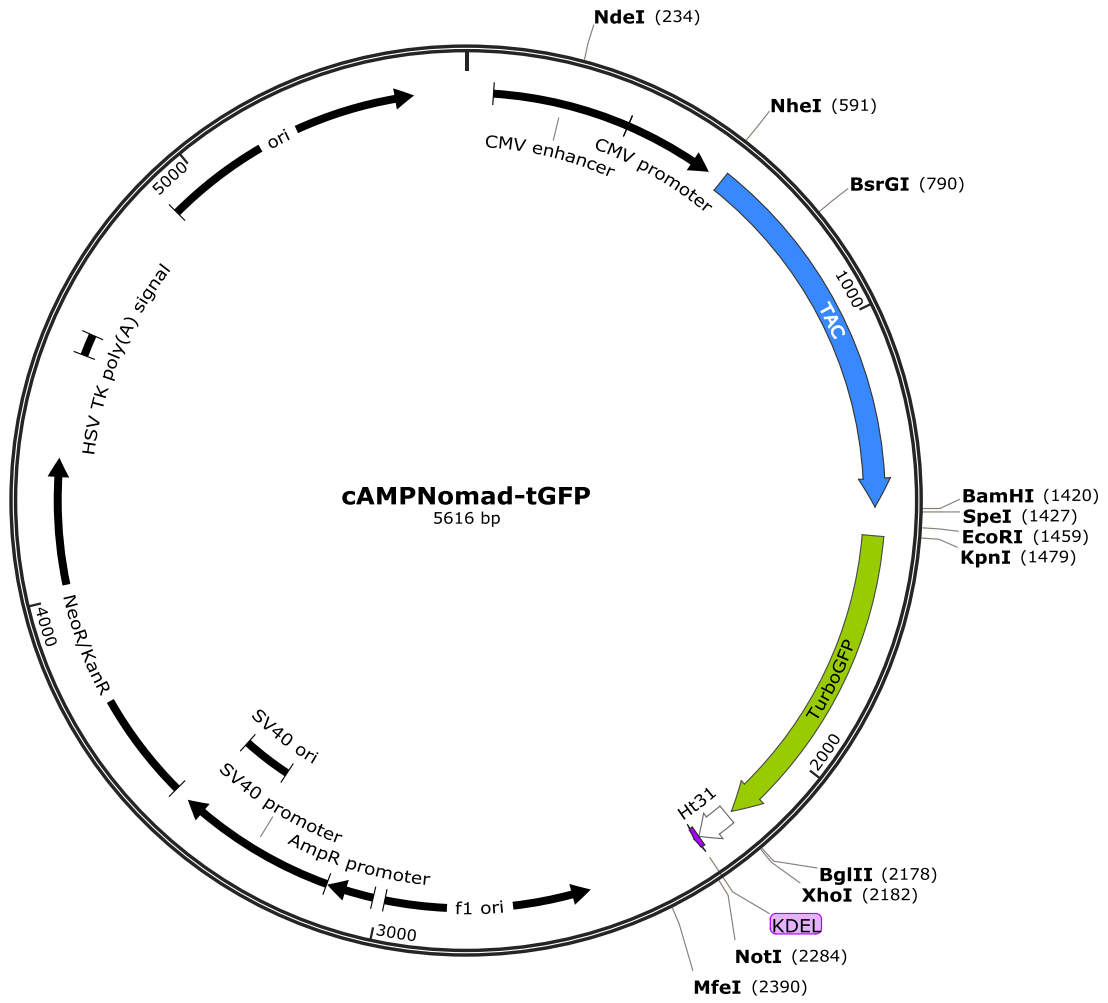 NdeI (234)
NheI (591)
BsrGI (790)
1000
BamHI (1420)
SpeI (1427)
EcoRI (1459)
KpnI (1479)
2000
BglII (2178)
XhoI (2182)
KDEL
NotI (2284)
MfeI (2390)
3000
4000
5000
CMV enhancer
CMV promoter
TAC
TurboGFP
Ht31
f1 ori
AmpR promoter
SV40 promoter
SV40 ori
NeoR/KanR
HSV TK poly(A) signal
ori
cAMPNomad-tGFP
5616 bp